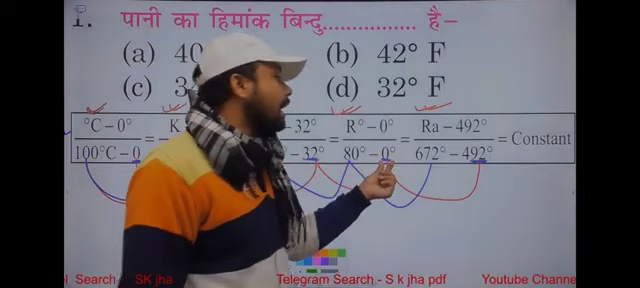 1. पानी का हिमांक बिन्दु............... है–
(a) 40 (b) 42° F
(c) 3 (d) 32° F
°C – 0° / 100°C – 0 = K – 32° / – 32° = R° – 0° / 80° – 0° = Ra – 492° / 672° – 492° = Constant
l Search - SK jha Telegram Search - S k jha pdf Youtube Channe